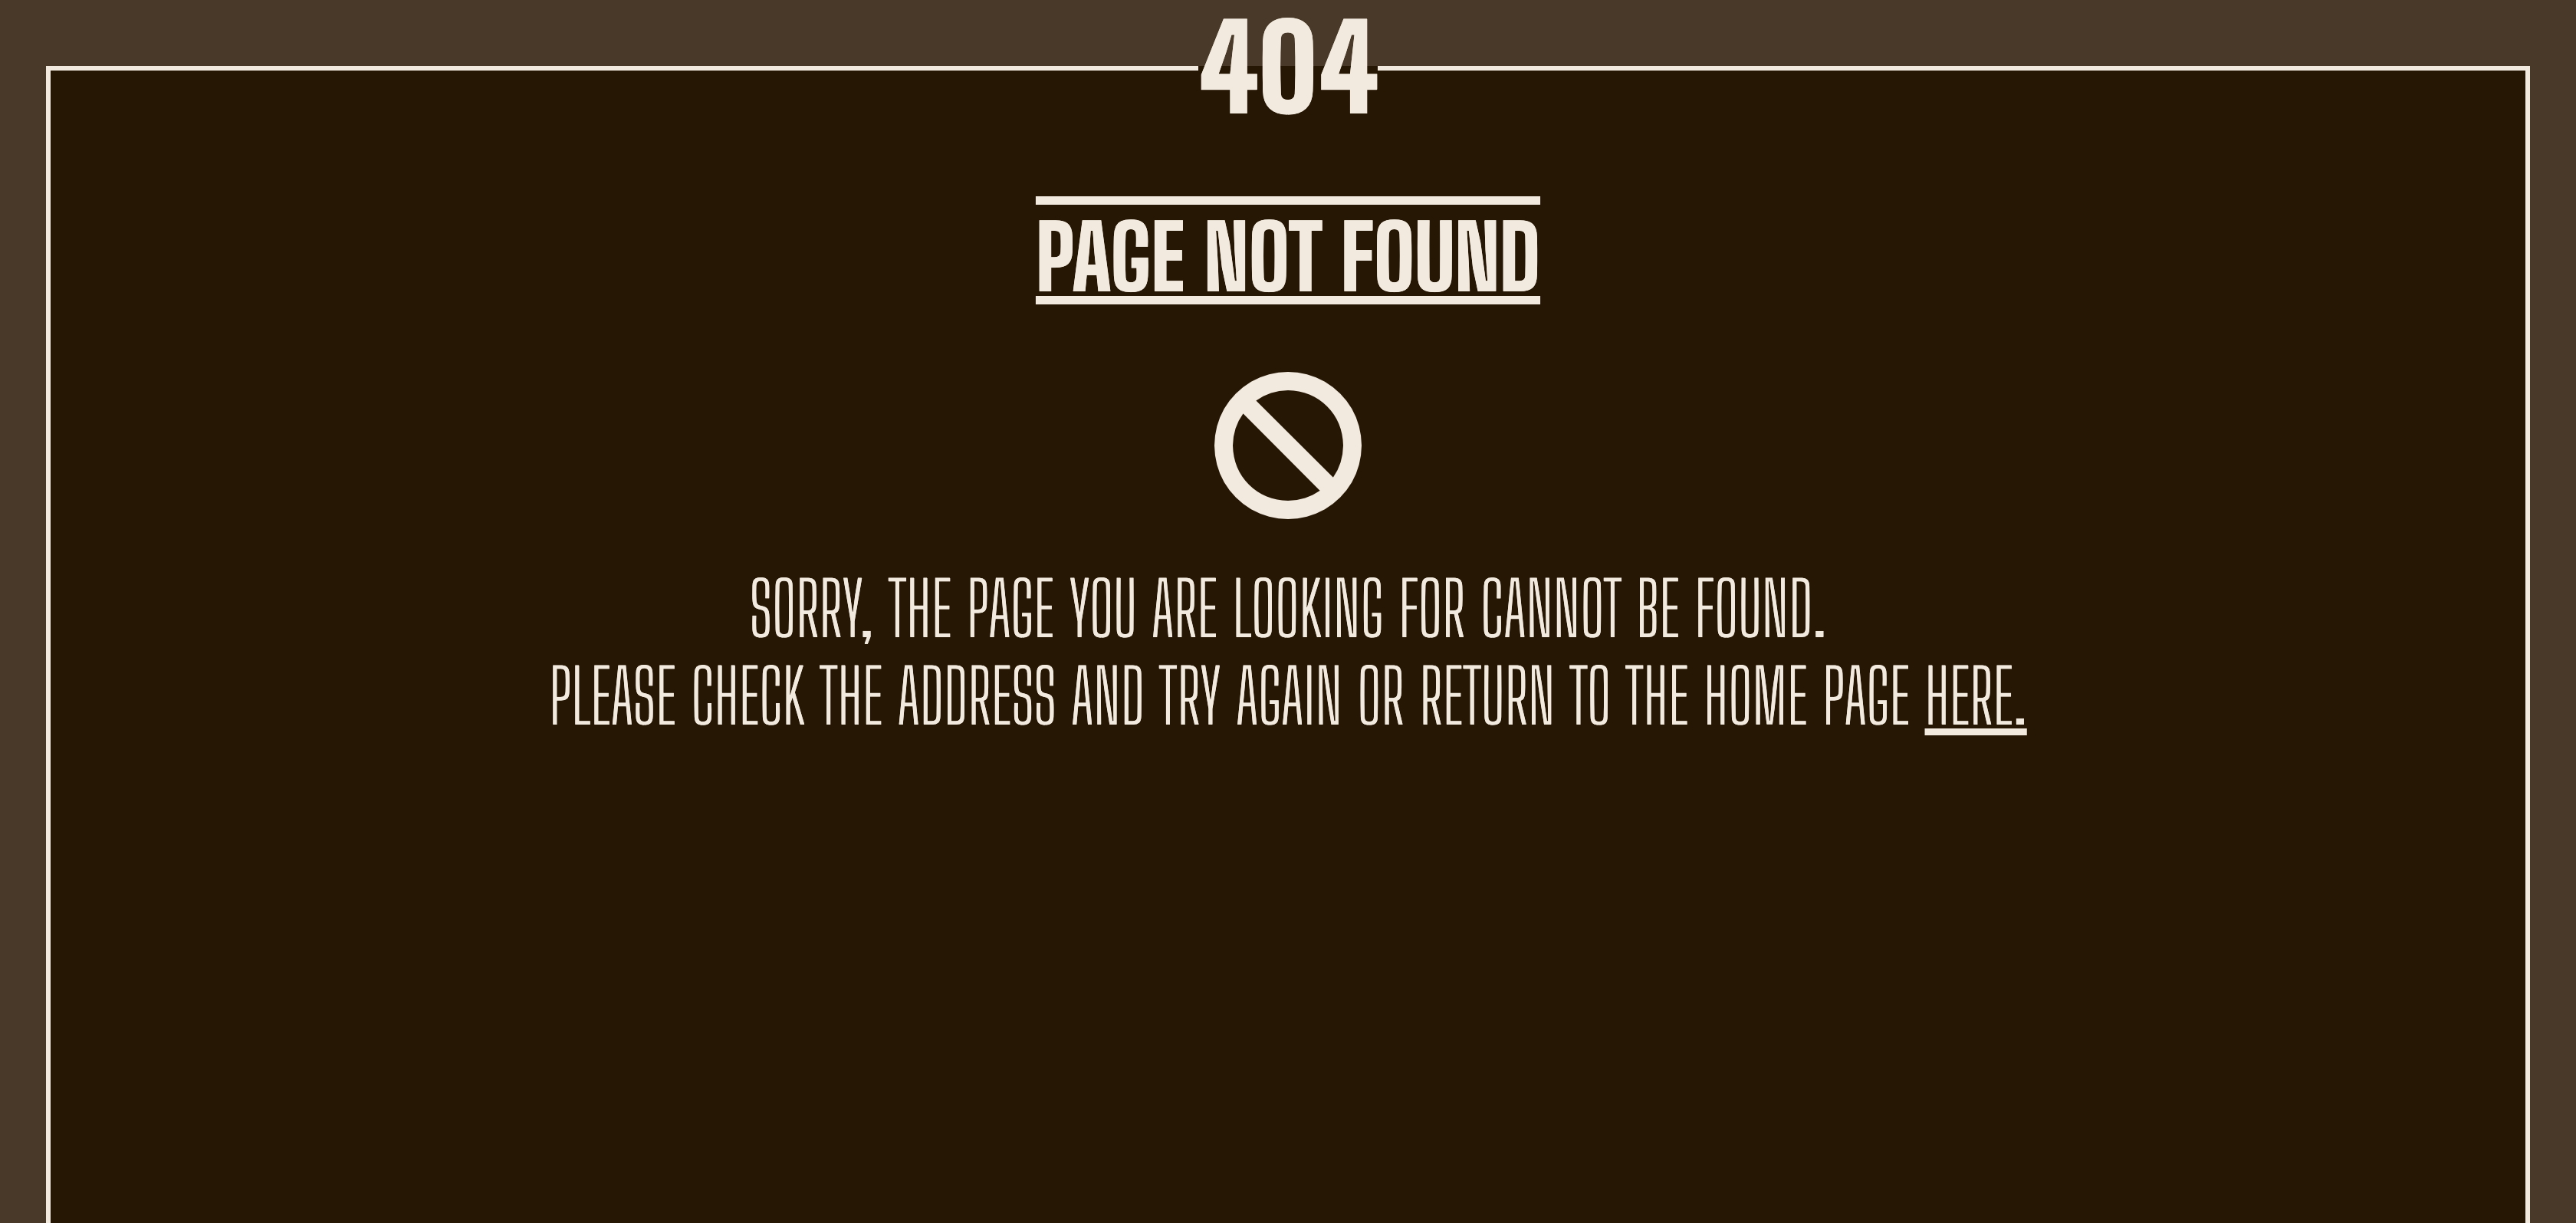 404
PAGE NOT FOUND
SORRY, THE PAGE YOU ARE LOOKING FOR CANNOT BE FOUND.
PLEASE CHECK THE ADDRESS AND TRY AGAIN OR RETURN TO THE HOME PAGE HERE.